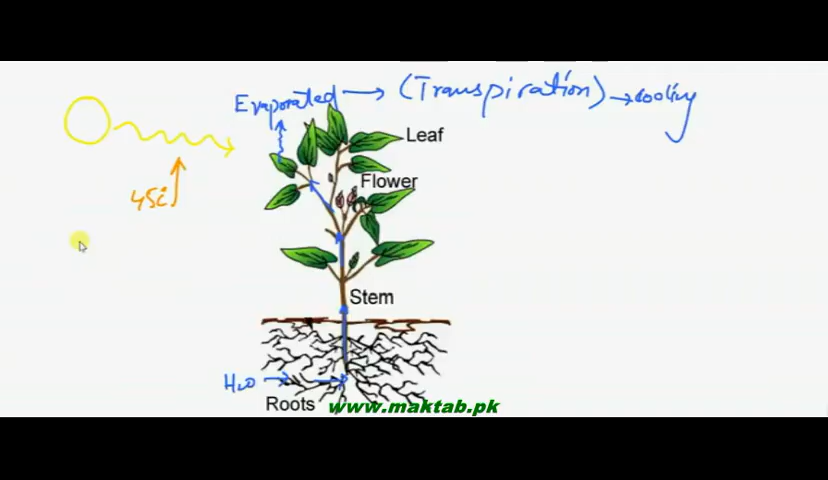 Evaporated → (Transpiration) → cooling
Leaf
Flower
45c
Stem
H2O →
Roots
www.maktab.pk